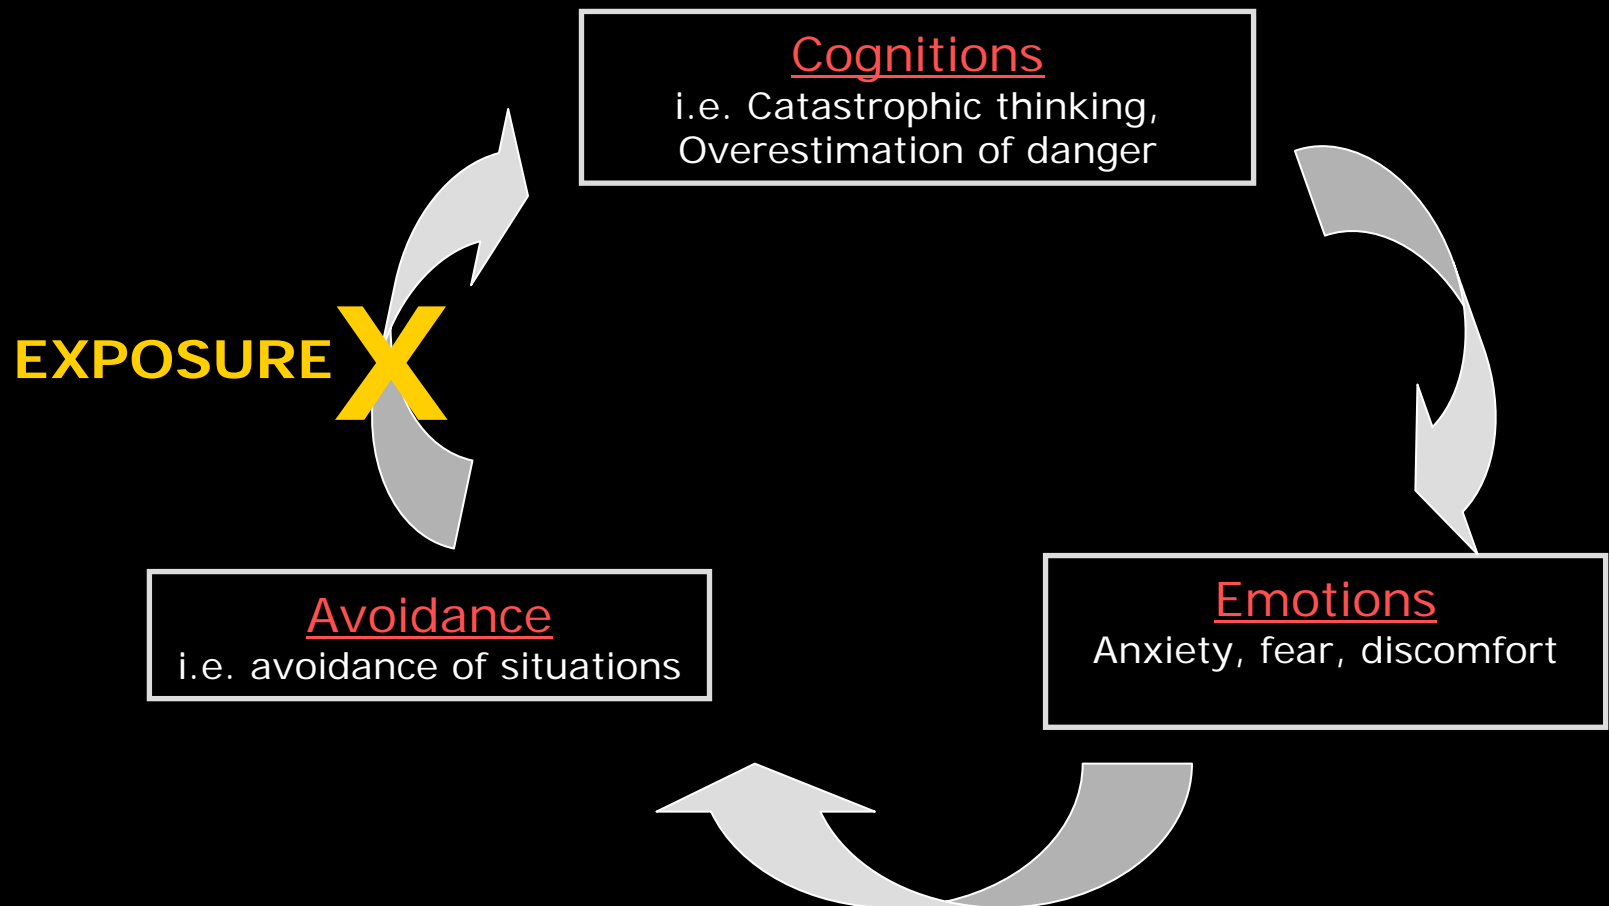 Cognitions
i.e. Catastrophic thinking,
Overestimation of danger
EXPOSURE X
Avoidance
i.e. avoidance of situations
Emotions
Anxiety, fear, discomfort